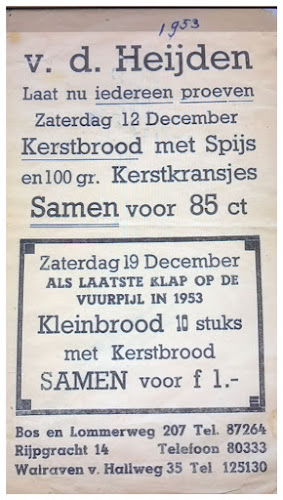 1953
v. d. Heijden
Laat nu iedereen proeven
Zaterdag 12 December
Kerstbrood met Spijs
en 100 gr. Kerstkransjes
Samen voor 85 ct
Zaterdag 19 December
ALS LAATSTE KLAP OP DE
VUURPIJL IN 1953
Kleinbrood 10 stuks
met Kerstbrood
SAMEN voor f 1.-
Bos en Lommerweg 207 Tel. 87264
Rijpgracht 14 Telefoon 80333
Walraven v. Hallweg 35 Tel 125130